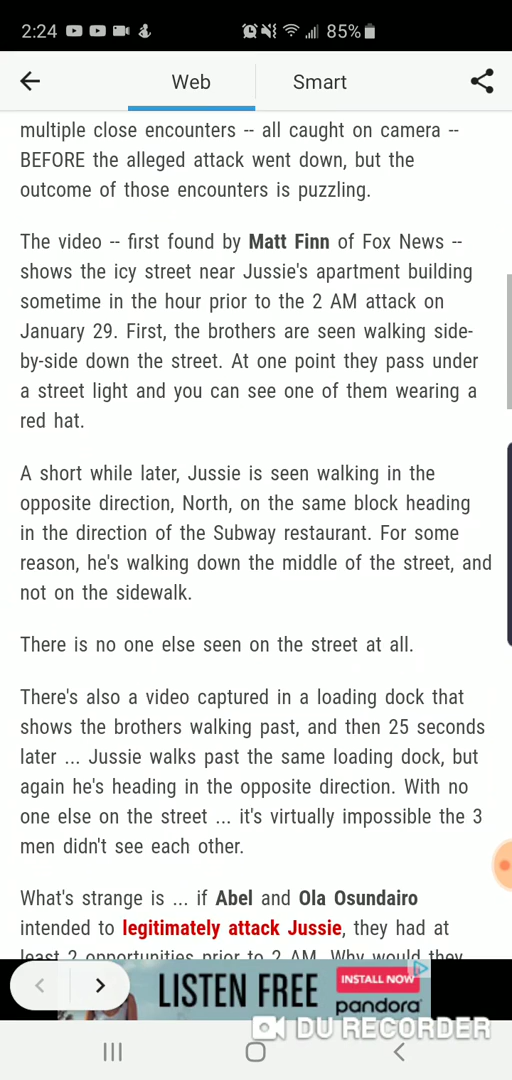 2:24
85%
Web
Smart
multiple close encounters -- all caught on camera --
BEFORE the alleged attack went down, but the
outcome of those encounters is puzzling.
The video -- first found by Matt Finn of Fox News --
shows the icy street near Jussie's apartment building
sometime in the hour prior to the 2 AM attack on
January 29. First, the brothers are seen walking side-
by-side down the street. At one point they pass under
a street light and you can see one of them wearing a
red hat.
A short while later, Jussie is seen walking in the
opposite direction, North, on the same block heading
in the direction of the Subway restaurant. For some
reason, he's walking down the middle of the street, and
not on the sidewalk.
There is no one else seen on the street at all.
There's also a video captured in a loading dock that
shows the brothers walking past, and then 25 seconds
later ... Jussie walks past the same loading dock, but
again he's heading in the opposite direction. With no
one else on the street ... it's virtually impossible the 3
men didn't see each other.
What's strange is ... if Abel and Ola Osundairo
intended to legitimately attack Jussie, they had at
least 2 opportunities prior to 2 AM. Why would they
LISTEN FREE
INSTALL NOW
pandora
DU RECORDER